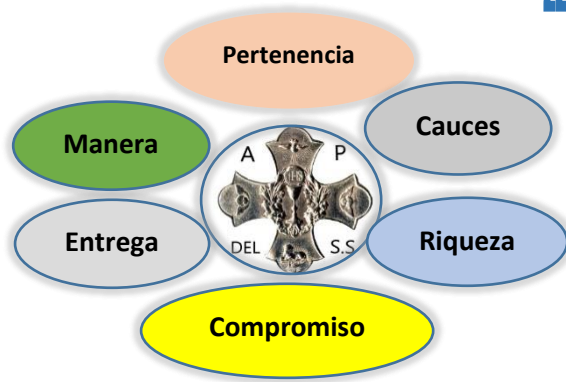 Pertenencia
Cauces
Manera
A P
Entrega
DEL S.S
Riqueza
Compromiso